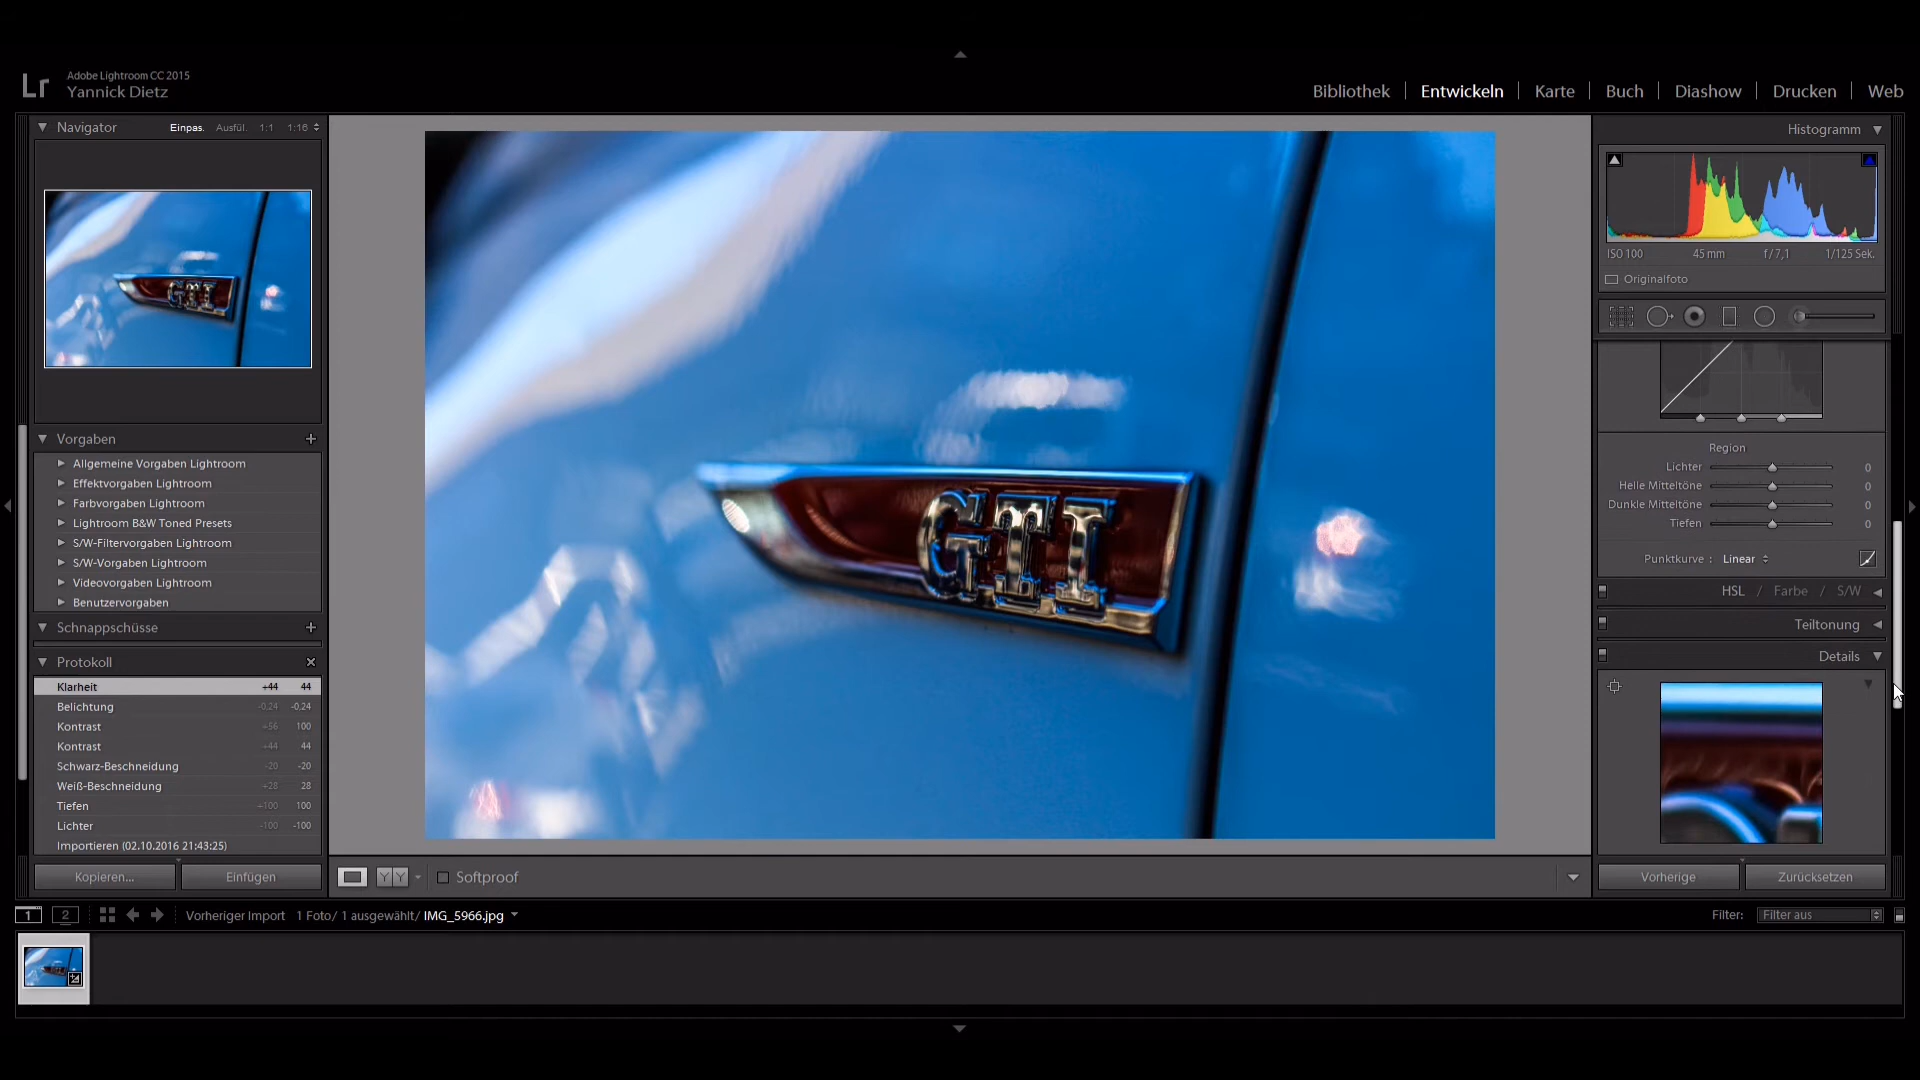 Lr
Adobe Lightroom CC 2015
Yannick Dietz
Bibliothek
Entwickeln
Karte
Buch
Diashow
Drucken
Web
Navigator
Einpas.
Ausfül.
1:1
1:16
Vorgaben
Allgemeine Vorgaben Lightroom
Effektvorgaben Lightroom
Farbvorgaben Lightroom
Lightroom B&W Toned Presets
S/W-Filtervorgaben Lightroom
S/W-Vorgaben Lightroom
Videovorgaben Lightroom
Benutzervorgaben
Schnappschüsse
Protokoll
Klarheit +44 44
Belichtung -0,24 -0,24
Kontrast +56 100
Kontrast +44 44
Schwarz-Beschneidung -20 -20
Weiß-Beschneidung +28 28
Tiefen +100 100
Lichter -100 -100
Importieren (02.10.2016 21:43:25)
Kopieren...
Einfügen
GTI
Softproof
Histogramm
ISO 100 45 mm f/7,1 1/125 Sek.
Originalfoto
Region
Lichter 0
Helle Mitteltöne 0
Dunkle Mitteltöne 0
Tiefen 0
Punktkurve : Linear
HSL / Farbe / S/W
Teiltonung
Details
Vorherige
Zurücksetzen
1 2 Vorheriger Import 1 Foto/ 1 ausgewählt/ IMG_5966.jpg
Filter: Filter aus